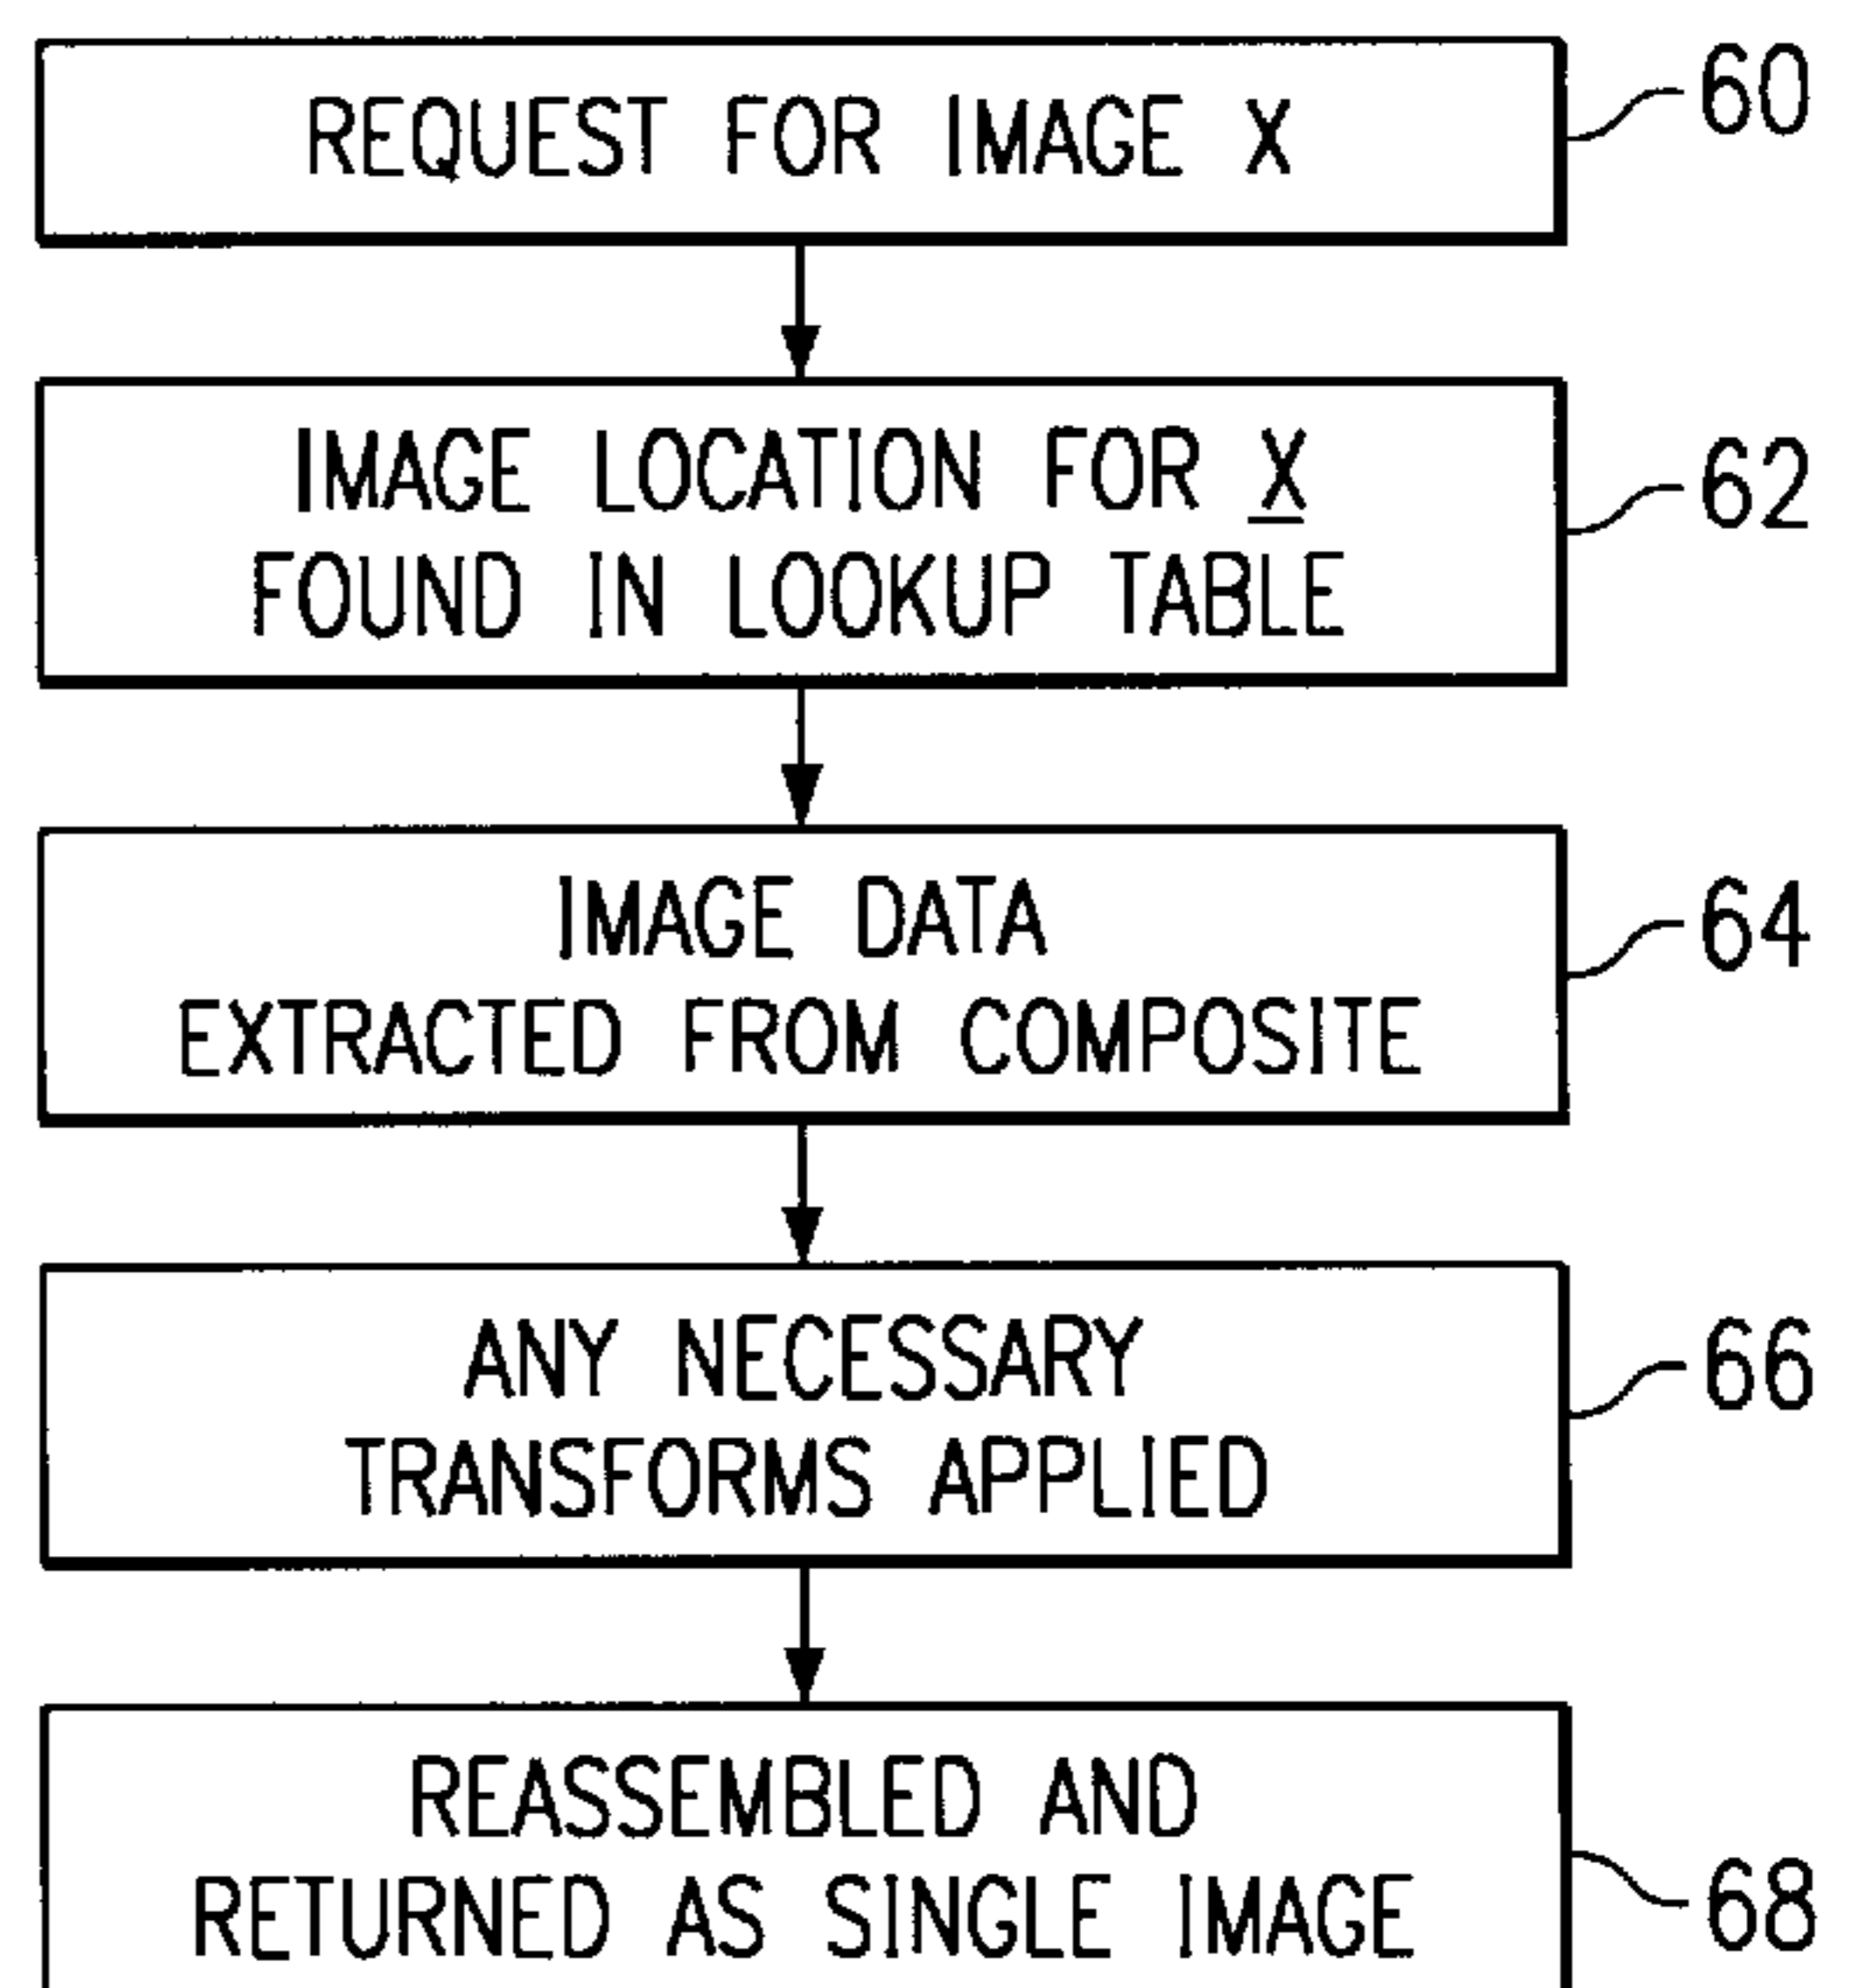 REQUEST FOR IMAGE X
60
IMAGE LOCATION FOR X
FOUND IN LOOKUP TABLE
62
IMAGE DATA
EXTRACTED FROM COMPOSITE
64
ANY NECESSARY
TRANSFORMS APPLIED
66
REASSEMBLED AND
RETURNED AS SINGLE IMAGE
68